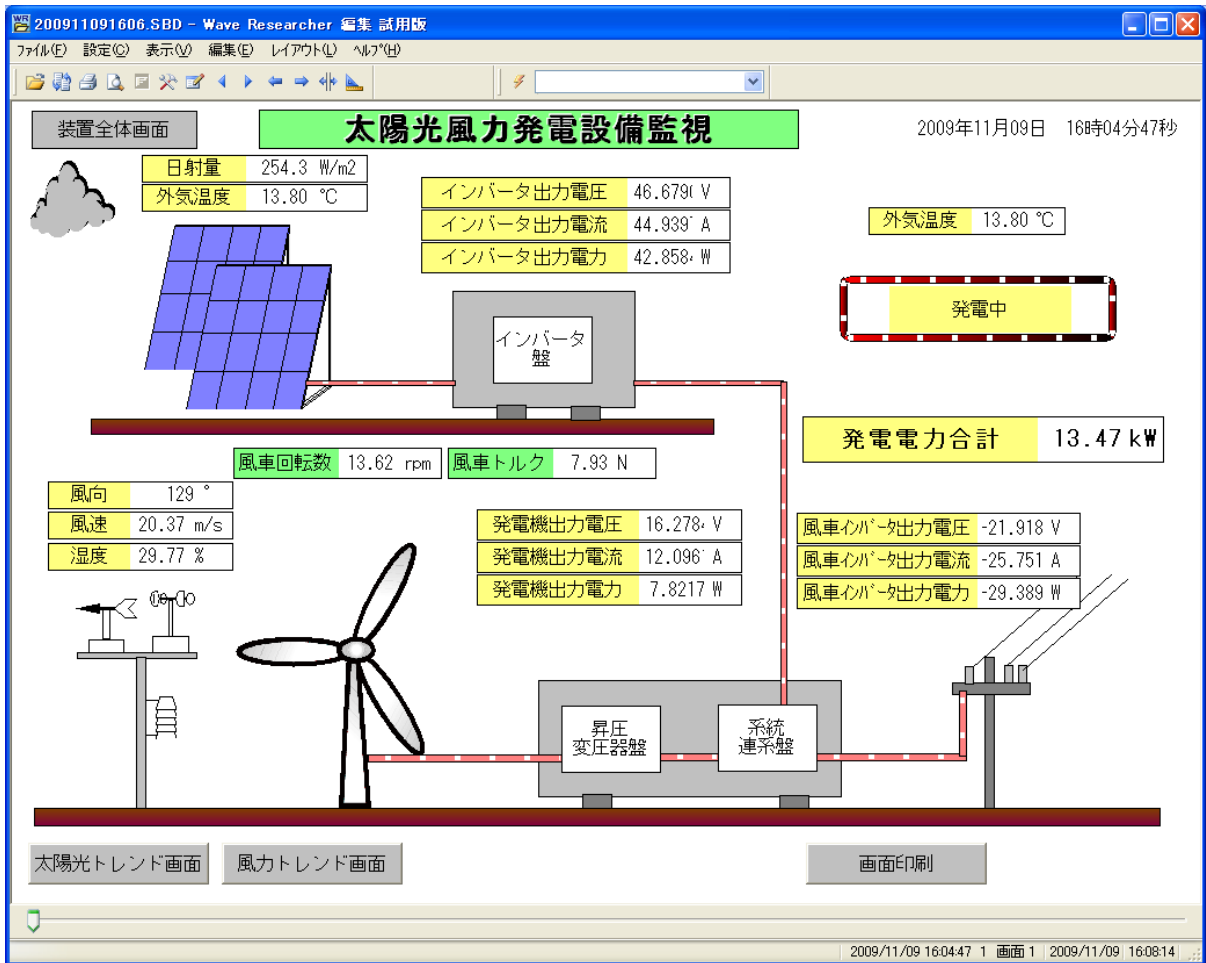 200911091606.SBD - Wave Researcher 編集 試用版
ファイル(F) 設定(C) 表示(V) 編集(E) レイアウト(L) ヘルプ(H)
装置全体画面
太陽光風力発電設備監視
2009年11月09日 16時04分47秒
日射量 254.3 W/m2
外気温度 13.80 ℃
インバータ出力電圧 46.679 V
インバータ出力電流 44.939 A
インバータ出力電力 42.858 W
外気温度 13.80 ℃
発電中
インバータ
盤
発電電力合計 13.47 kW
風車回転数 13.62 rpm 風車トルク 7.93 N
風向 129 °
風速 20.37 m/s
湿度 29.77 %
発電機出力電圧 16.278 V
発電機出力電流 12.096 A
発電機出力電力 7.8217 W
風車インバータ出力電圧 -21.918 V
風車インバータ出力電流 -25.751 A
風車インバータ出力電力 -29.389 W
昇圧
変圧器盤
系統
連系盤
太陽光トレンド画面 風力トレンド画面 画面印刷
2009/11/09 16:04:47 1 画面 1 2009/11/09 16:08:14